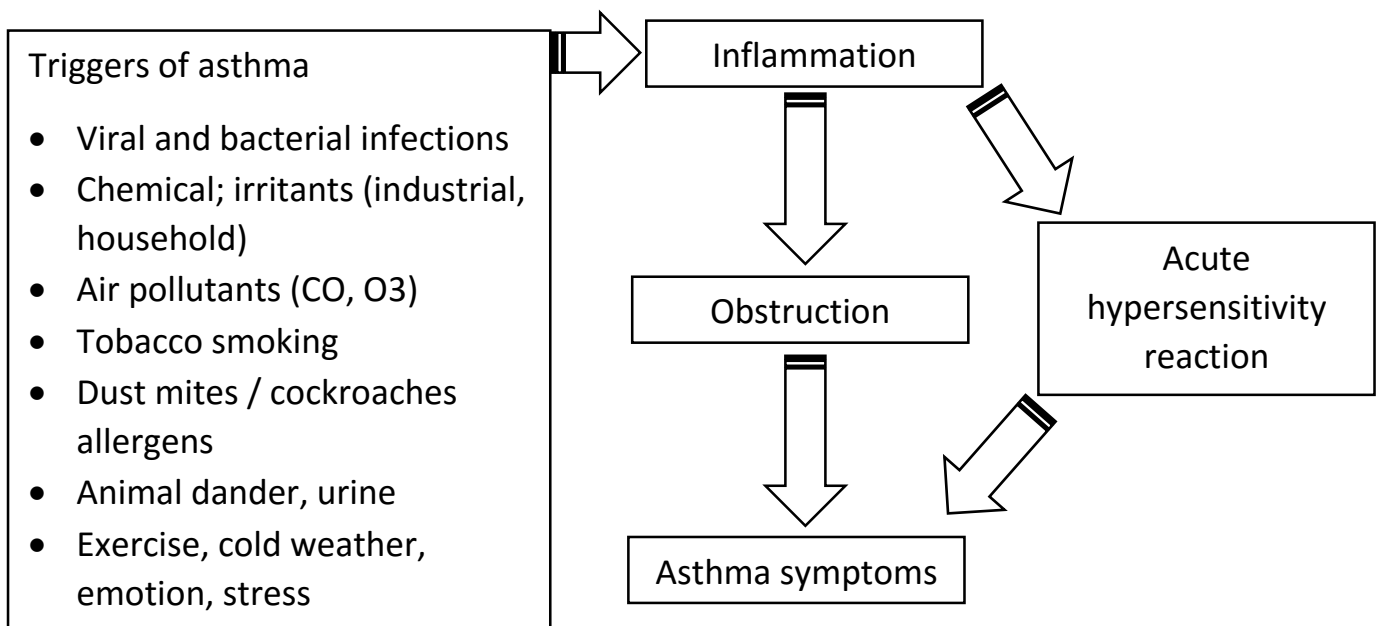 Triggers of asthma
• Viral and bacterial infections
• Chemical; irritants (industrial,
household)
• Air pollutants (CO, O3)
• Tobacco smoking
• Dust mites / cockroaches
allergens
• Animal dander, urine
• Exercise, cold weather,
emotion, stress
Inflammation
Obstruction
Acute
hypersensitivity
reaction
Asthma symptoms